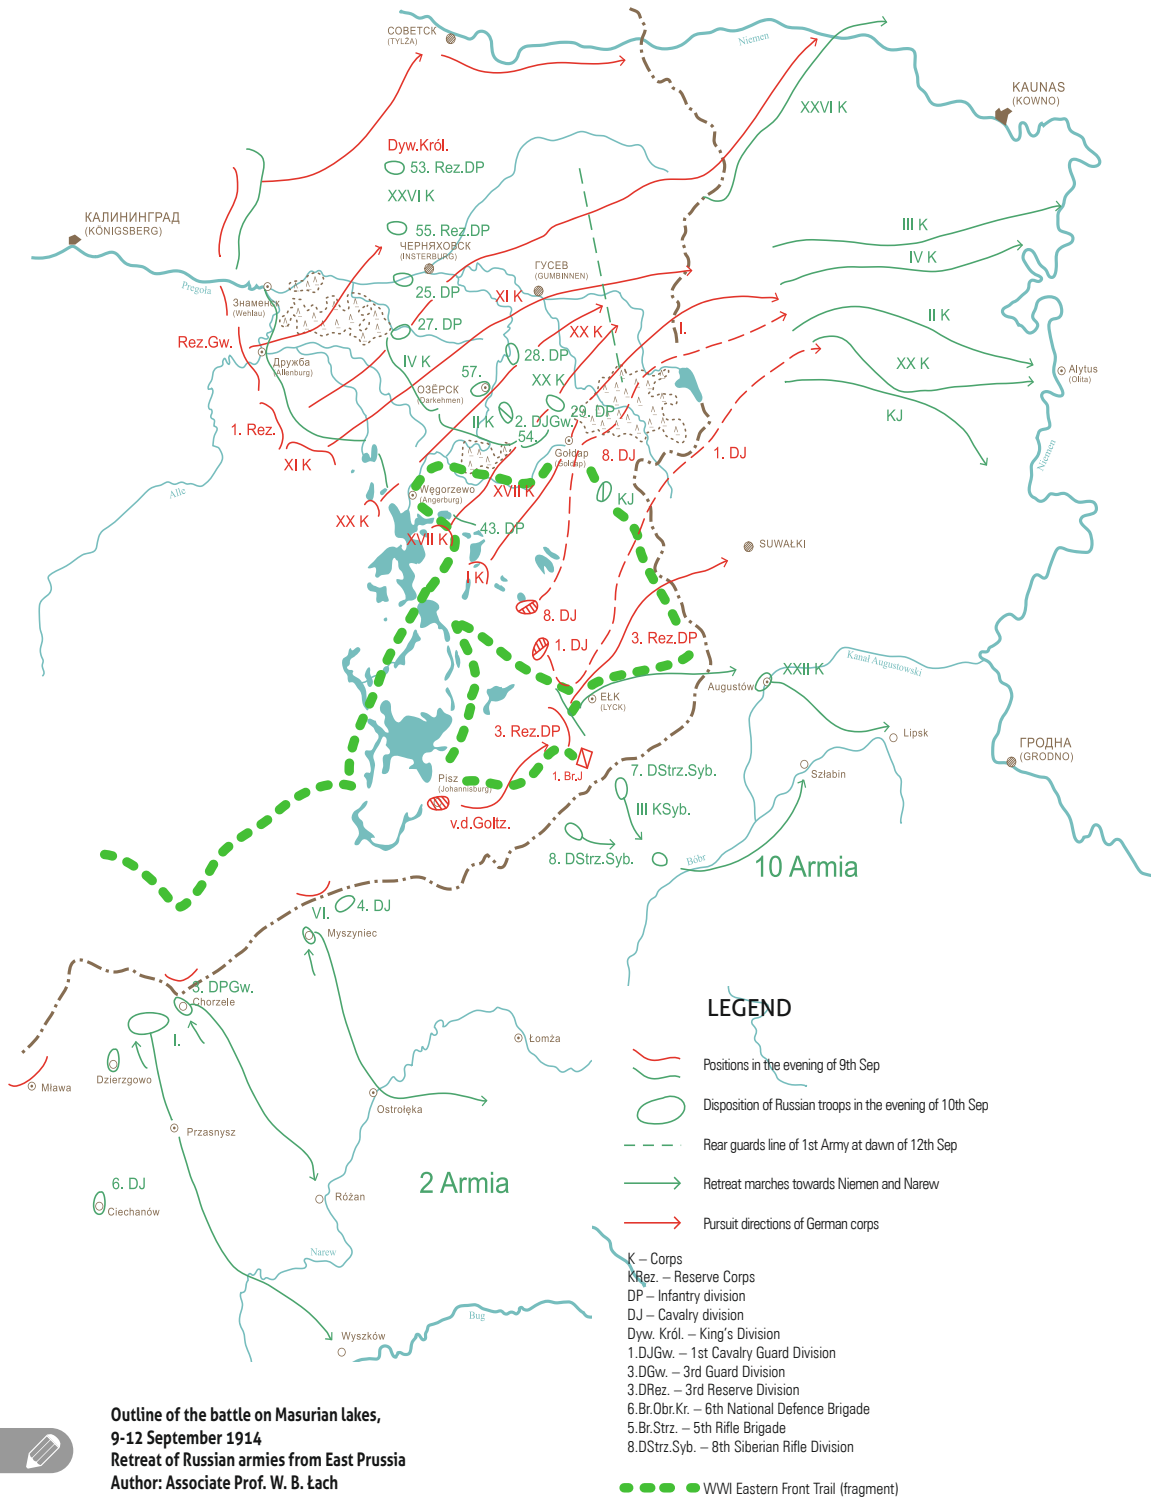 СОВЕТСК
(TYLŻA)
Niemen
KAUNAS
(KOWNO)
XXVI K
Dyw.Król.
53. Rez.DP
XXVI K
КАЛИНИНГРАД
(KÖNIGSBERG)
55. Rez.DP
ЧЕРНЯХОВСК
(INSTERBURG)
III K
IV K
ГУСЕВ
(GUMBINNEN)
Pregoła
25. DP
XI K
Знаменск
(Wehlau)
27. DP
XX K
I.
II K
Rez.Gw.
28. DP
IV K
Дружба
(Allenburg)
57.
XX K
XX K
Alytus
(Olita)
ОЗЁРСК
(Darkehmen)
29. DP
KJ
II K
2. DJGw.
1. Rez.
54.
Gołdap
(Gołdap)
8. DJ
1. DJ
XI K
Niemen
Alle
Węgorzewo
(Angerburg)
XVII K
KJ
XX K
43. DP
XVII K
SUWAŁKI
I K
8. DJ
3. Rez.DP
1. DJ
Kanał Augustowski
XXII K
Augustów
EŁK
(LYCK)
3. Rez.DP
Lipsk
ГРОДНА
(GRODNO)
7. DStrz.Syb.
Szłabin
1. Br.J
Pisz
(Johannisburg)
III KSyb.
v.d.Goltz.
8. DStrz.Syb.
Bóbr
10 Armia
4. DJ
VI.
Myszyniec
3. DPGw.
Chorzele
LEGEND
I.
Łomża
Positions in the evening of 9th Sep
Dzierzgowo
Mława
Disposition of Russian troops in the evening of 10th Sep
Ostrołęka
Przasnysz
Rear guards line of 1st Army at dawn of 12th Sep
6. DJ
2 Armia
Retreat marches towards Niemen and Narew
Różan
Ciechanów
Pursuit directions of German corps
Narew
K – Corps
KRez. – Reserve Corps
DP – Infantry division
DJ – Cavalry division
Bug
Dyw. Król. – King's Division
Wyszków
1.DJGw. – 1st Cavalry Guard Division
3.DGw. – 3rd Guard Division
3.DRez. – 3rd Reserve Division
6.Br.Obr.Kr. – 6th National Defence Brigade
5.Br.Strz. – 5th Rifle Brigade
8.DStrz.Syb. – 8th Siberian Rifle Division
WWI Eastern Front Trail (fragment)
Outline of the battle on Masurian lakes,
9-12 September 1914
Retreat of Russian armies from East Prussia
Author: Associate Prof. W. B. Łach